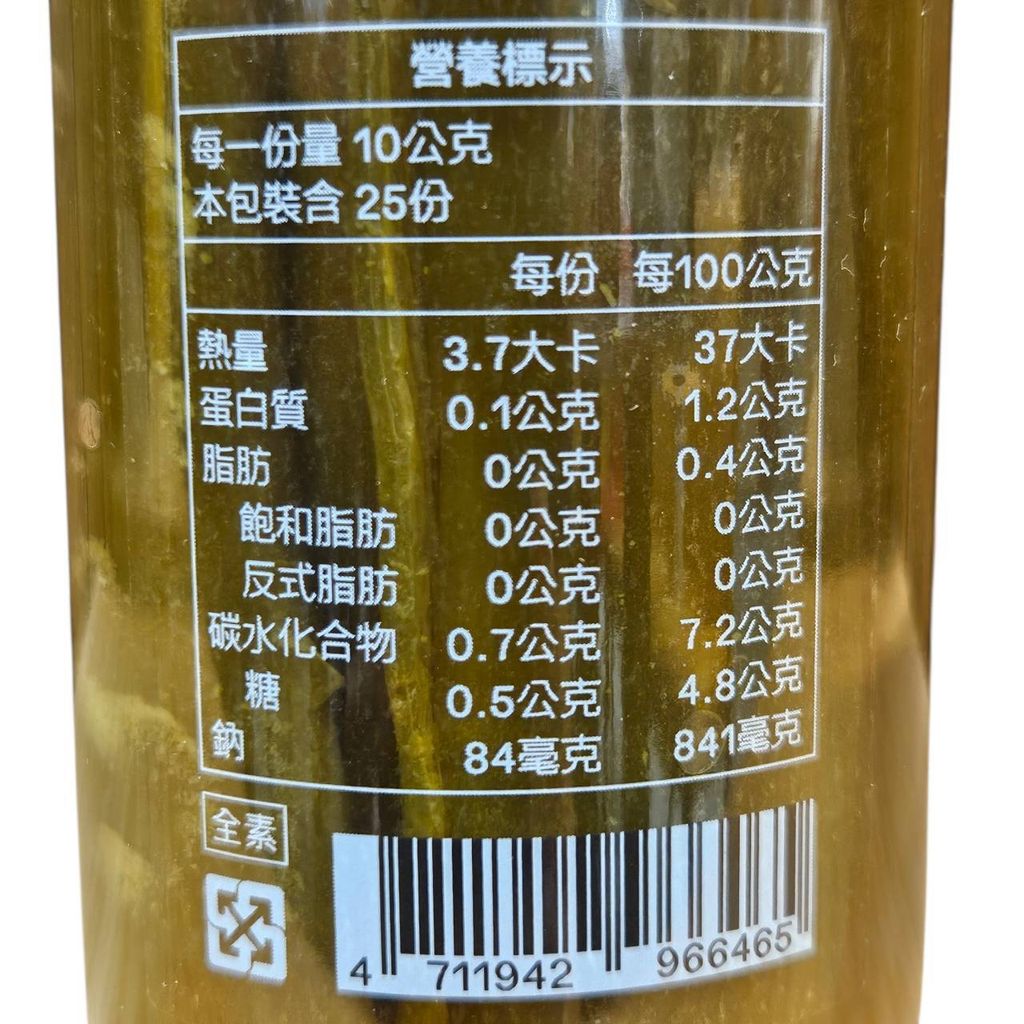 營養標示
每一份量 10公克
本包裝含 25份
每份 每100公克
熱量 3.7大卡 37大卡
蛋白質 0.1公克 1.2公克
脂肪 0公克 0.4公克
飽和脂肪 0公克 0公克
反式脂肪 0公克 0公克
碳水化合物 0.7公克 7.2公克
糖 0.5公克 4.8公克
鈉 84毫克 841毫克
全素
4 711942 966465